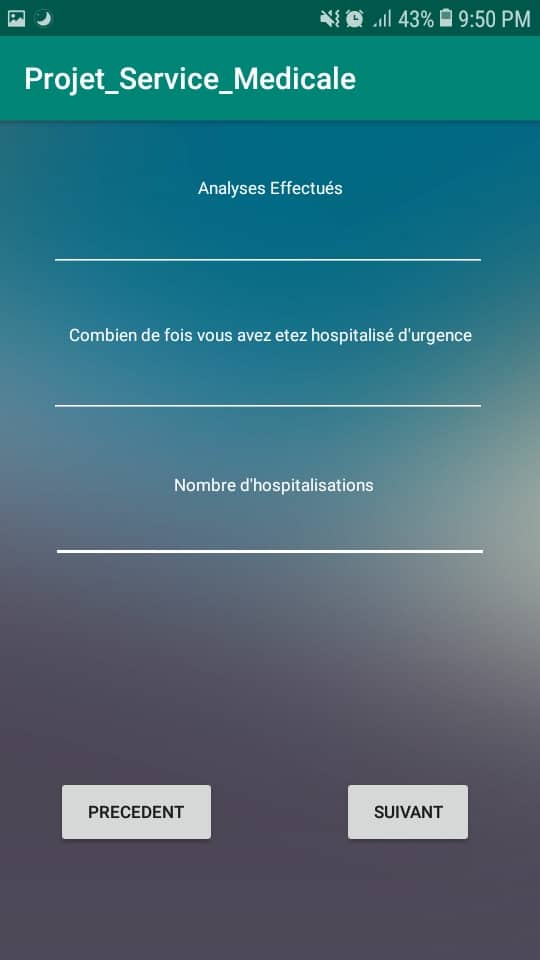 43% 9:50 PM
Projet_Service_Medicale
Analyses Effectués
Combien de fois vous avez etez hospitalisé d'urgence
Nombre d'hospitalisations
PRECEDENT SUIVANT